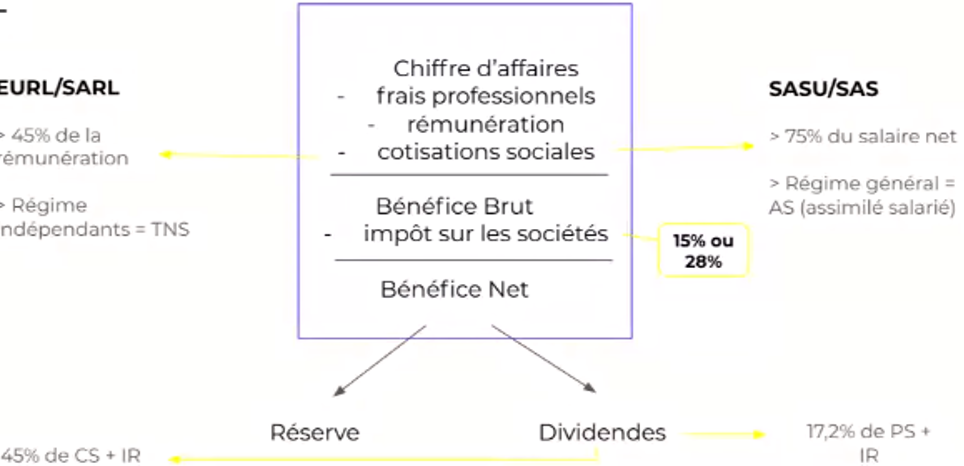 EURL/SARL
> 45% de la
rémunération
> Régime
indépendants = TNS
Chiffre d'affaires
- frais professionnels
- rémunération
- cotisations sociales
Bénéfice Brut
- impôt sur les sociétés
Bénéfice Net
SASU/SAS
> 75% du salaire net
> Régime général =
AS (assimilé salarié)
15% ou
28%
Réserve
Dividendes
45% de CS + IR
17,2% de PS +
IR